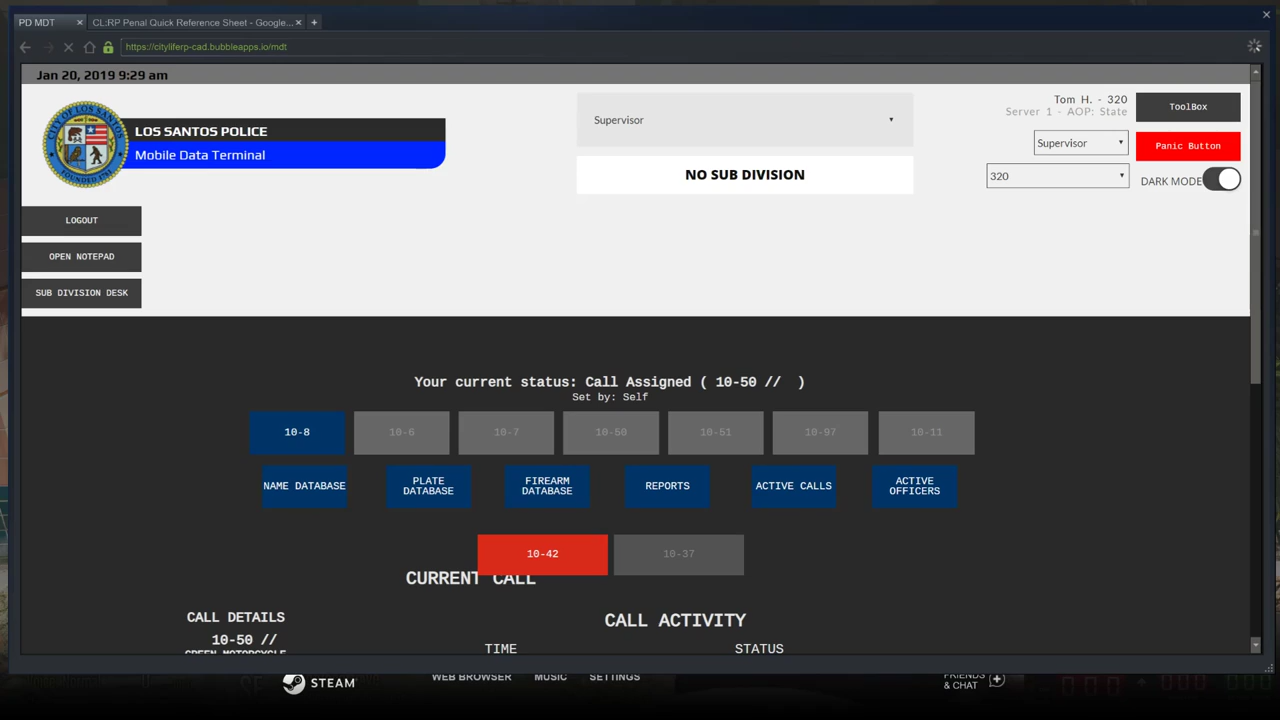 PD MDT
CL:RP Penal Quick Reference Sheet - Google...
https://cityliferp-cad.bubbleapps.io/mdt
Jan 20, 2019 9:29 am
LOS SANTOS POLICE
Mobile Data Terminal
Supervisor
NO SUB DIVISION
Tom H. - 320
Server 1 - AOP: State
Supervisor
320
ToolBox
Panic Button
DARK MODE
LOGOUT
OPEN NOTEPAD
SUB DIVISION DESK
Your current status: Call Assigned ( 10-50 // )
Set by: Self
10-8
10-6
10-7
10-50
10-51
10-97
10-11
NAME DATABASE
PLATE
DATABASE
FIREARM
DATABASE
REPORTS
ACTIVE CALLS
ACTIVE
OFFICERS
10-42
10-37
CURRENT CALL
CALL DETAILS
10-50 //
GREEN MOTORCYCLE
CALL ACTIVITY
TIME
STATUS
STEAM
WEB BROWSER
MUSIC
SETTINGS
FRIENDS
& CHAT